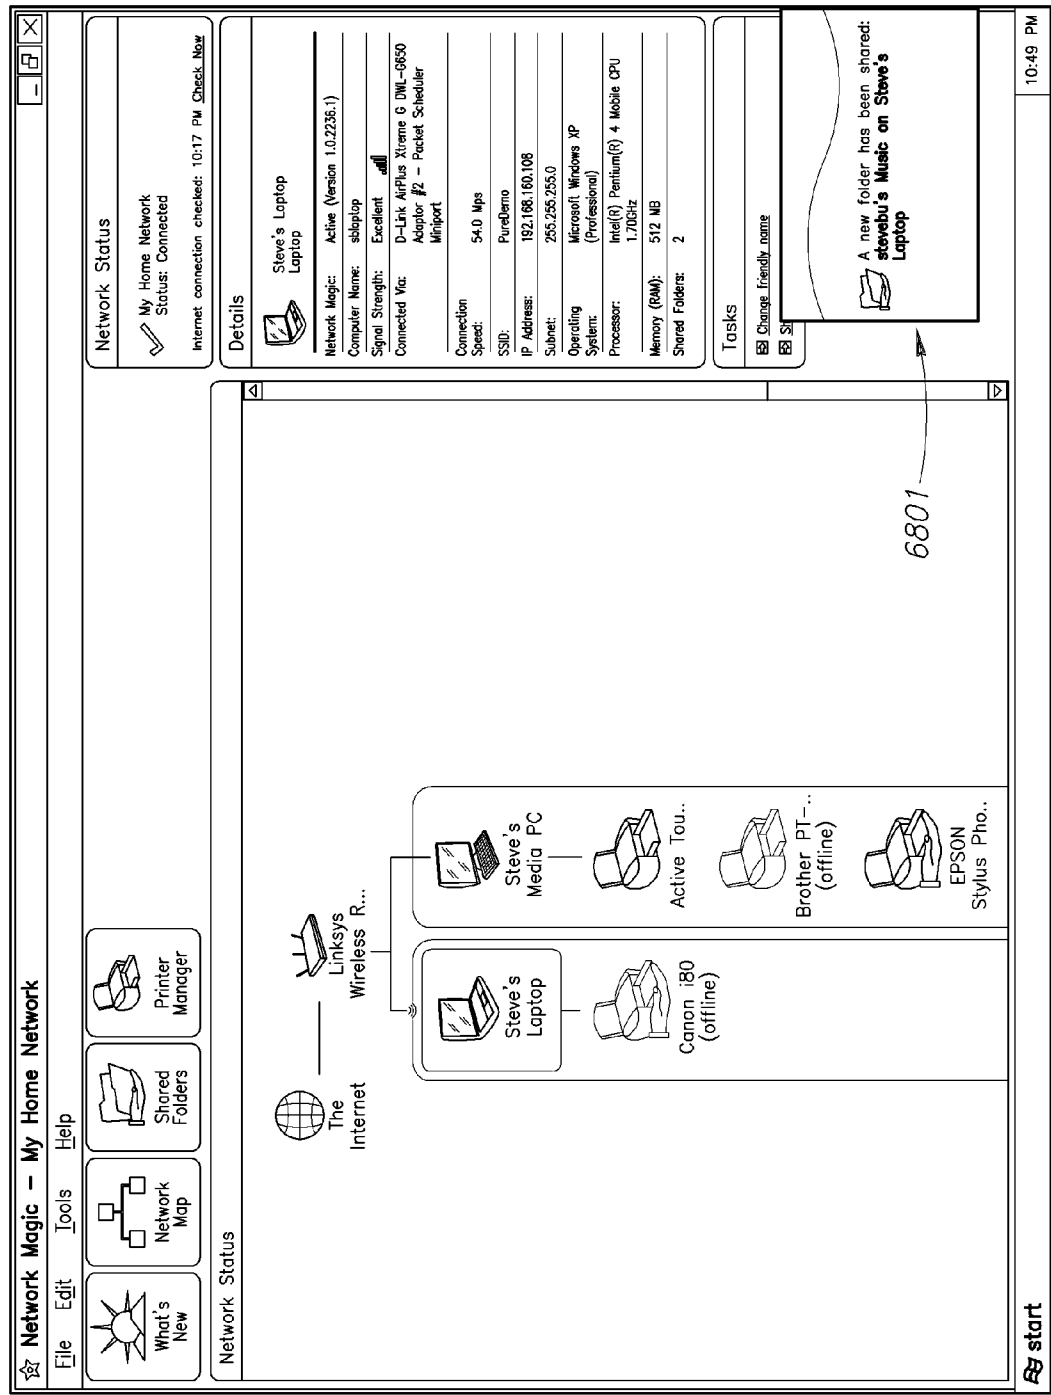 Network Magic – My Home Network
File Edit Tools Help
What's
New
Network
Map
Shared
Folders
Printer
Manager
Network Status
The
Internet
Linksys
Wireless R...
Steve's
Laptop
Canon i80
(offline)
Steve's
Media PC
Active Tou..
Brother PT-..
(offline)
EPSON
Stylus Pho..
Network Status
My Home Network
Status: Connected
Internet connection checked: 10:17 PM Check Now
Details
Steve's Laptop
Laptop
Network Magic: Active (Version 1.0.2236.1)
Computer Name: sblaptop
Signal Strength: Excellent
Connected Via: D-Link AirPlus Xtreme G DWL-G650
Adaptor #2 – Packet Scheduler
Miniport
Connection
Speed: 54.0 Mps
SSID: PureDemo
IP Address: 192.168.160.108
Subnet: 255.255.255.0
Operating
System: Microsoft Windows XP
(Professional)
Processor: Intel(R) Pentium(R) 4 Mobile CPU
1.70GHz
Memory (RAM): 512 MB
Shared Folders: 2
Tasks
Change friendly name
A new folder has been shared:
stevebu's Music on Steve's
Laptop
6801
start
10:49 PM